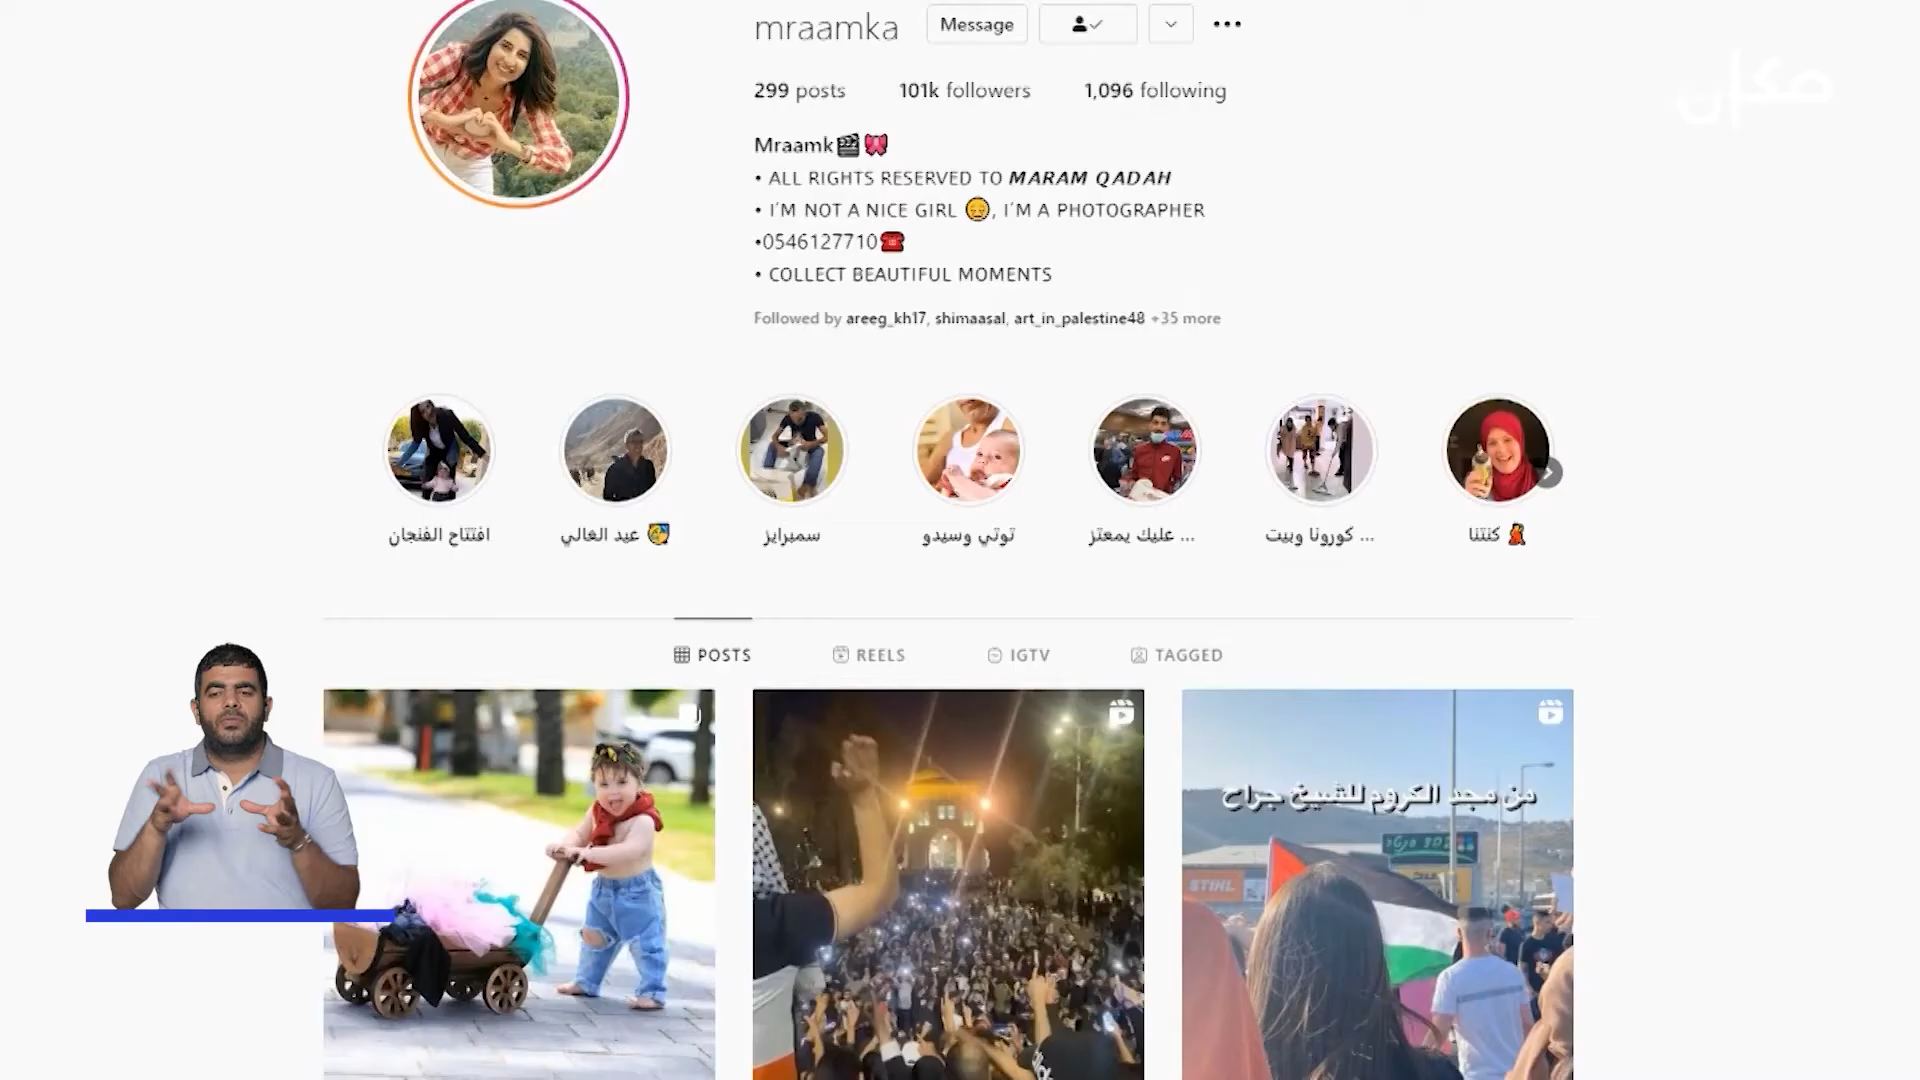 mraamka Message
مكان
299 posts 101k followers 1,096 following
Mraamk
• ALL RIGHTS RESERVED TO MARAM QADAH
• I'M NOT A NICE GIRL , I'M A PHOTOGRAPHER
•0546127710
• COLLECT BEAUTIFUL MOMENTS
Followed by areeg_kh17, shimaasal, art_in_palestine48 +35 more
افتتاح الفنجان
عيد الغالي
سمبرايز
توتي وسيدو
عليك يمعتز ...
كورونا وبيت ...
كنتنا
POSTS REELS IGTV TAGGED
من مجد الكروم للشيخ جراح
STIHL